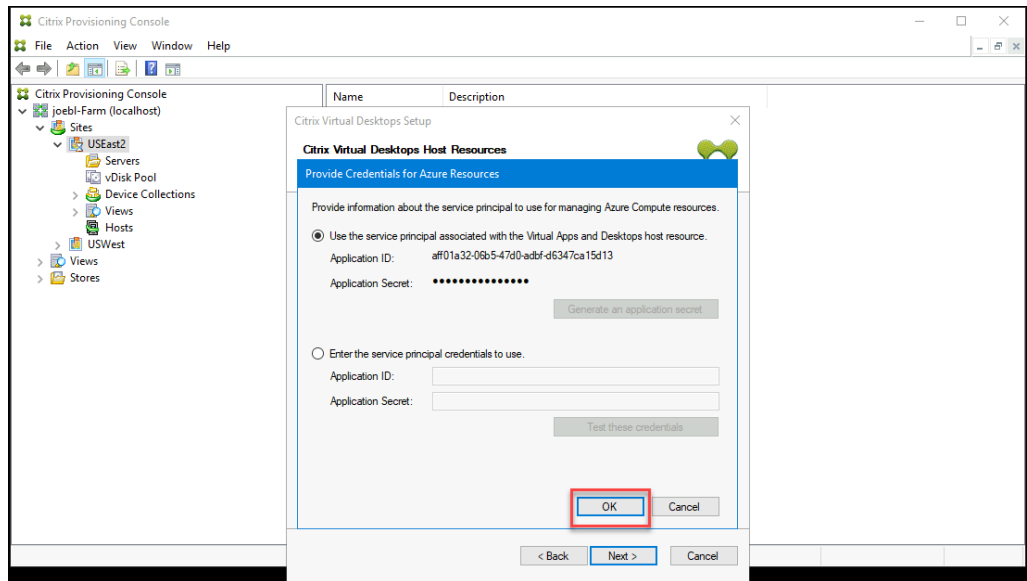 Citrix Provisioning Console
File Action View Window Help
Citrix Provisioning Console
joebl-Farm (localhost)
Sites
USEast2
Servers
vDisk Pool
Device Collections
Views
Hosts
USWest
Views
Stores
Name Description
Citrix Virtual Desktops Setup
Citrix Virtual Desktops Host Resources
Provide Credentials for Azure Resources
Provide information about the service principal to use for managing Azure Compute resources.
Use the service principal associated with the Virtual Apps and Desktops host resource.
Application ID: aff01a32-06b5-47d0-adbf-d6347ca15d13
Application Secret: •••••••••••••••
Generate an application secret
Enter the service principal credentials to use.
Application ID:
Application Secret:
Test these credentials
OK Cancel
< Back Next > Cancel